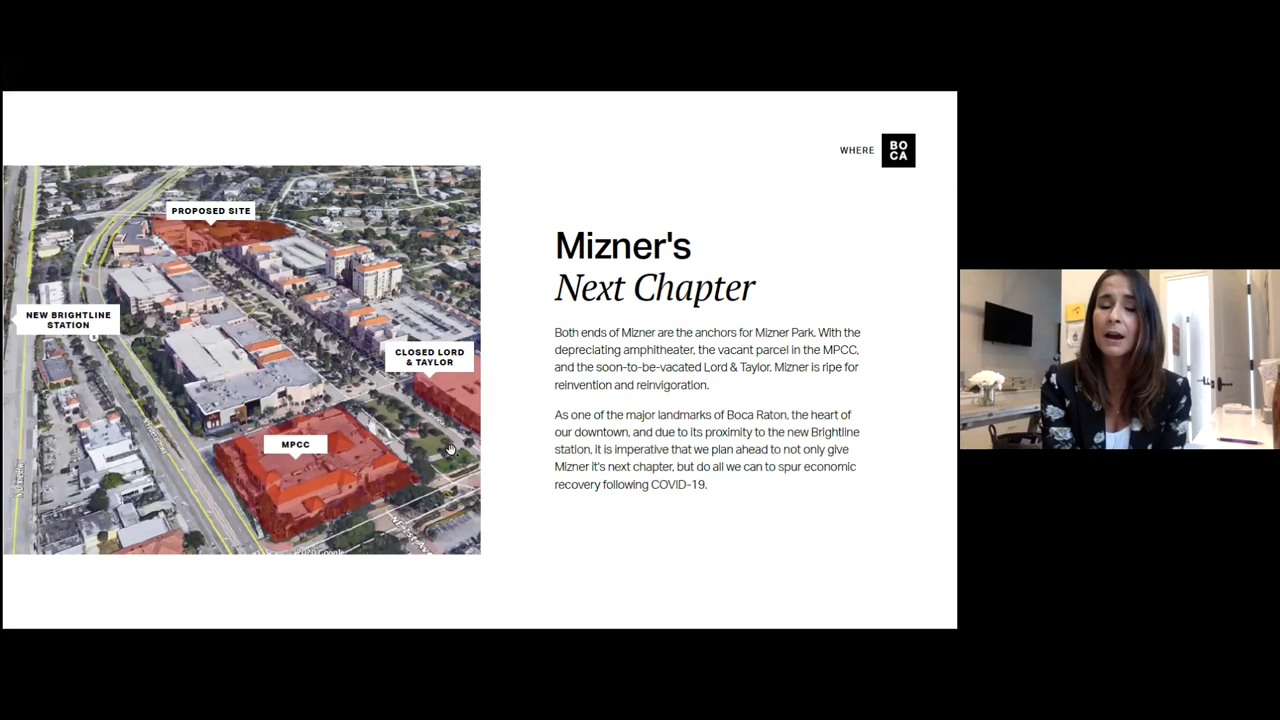 WHERE
BO
CA
PROPOSED SITE
NEW BRIGHTLINE
STATION
CLOSED LORD
& TAYLOR
MPCC
Mizner's
Next Chapter
Both ends of Mizner are the anchors for Mizner Park. With the
depreciating amphitheater, the vacant parcel in the MPCC,
and the soon-to-be-vacated Lord & Taylor. Mizner is ripe for
reinvention and reinvigoration.
As one of the major landmarks of Boca Raton, the heart of
our downtown, and due to its proximity to the new Brightline
station, it is imperative that we plan ahead to not only give
Mizner it's next chapter, but do all we can to spur economic
recovery following COVID-19.